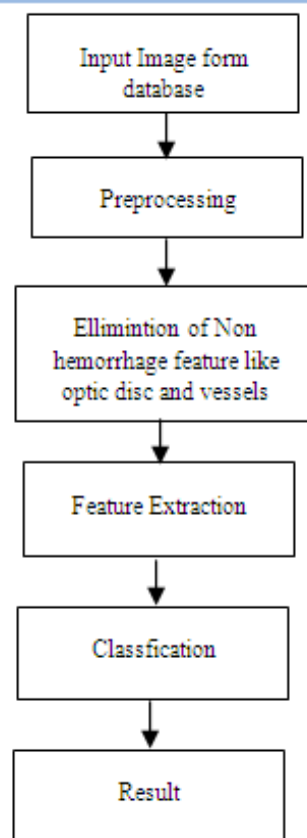 Input Image form
database
Preprocessing
Ellimintion of Non
hemorrhage feature like
optic disc and vessels
Feature Extraction
Classfication
Result